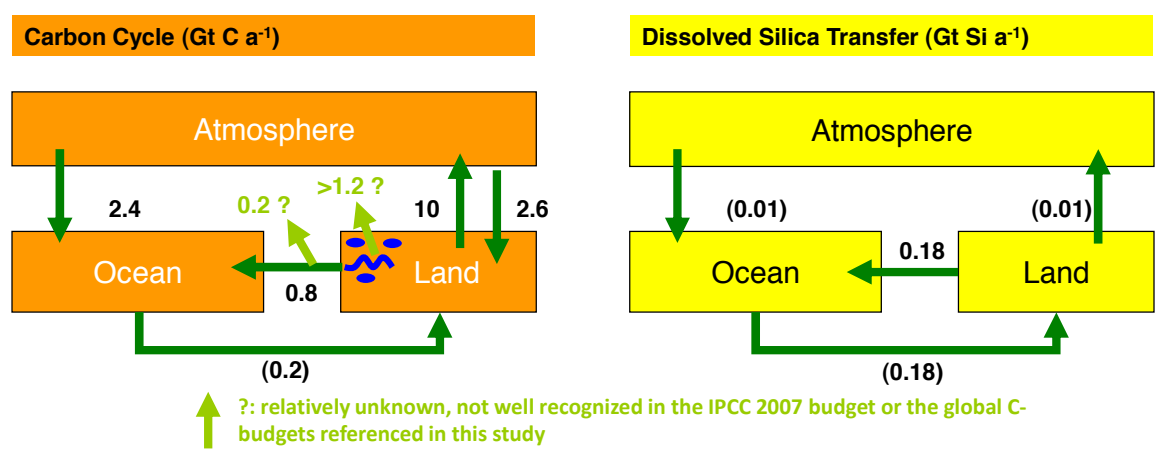 Carbon Cycle (Gt C a-1)
Atmosphere
2.4
0.2 ?
>1.2 ?
10
2.6
Ocean
0.8
Land
(0.2)
Dissolved Silica Transfer (Gt Si a-1)
Atmosphere
(0.01)
(0.01)
Ocean
0.18
Land
(0.18)
?: relatively unknown, not well recognized in the IPCC 2007 budget or the global C-
budgets referenced in this study